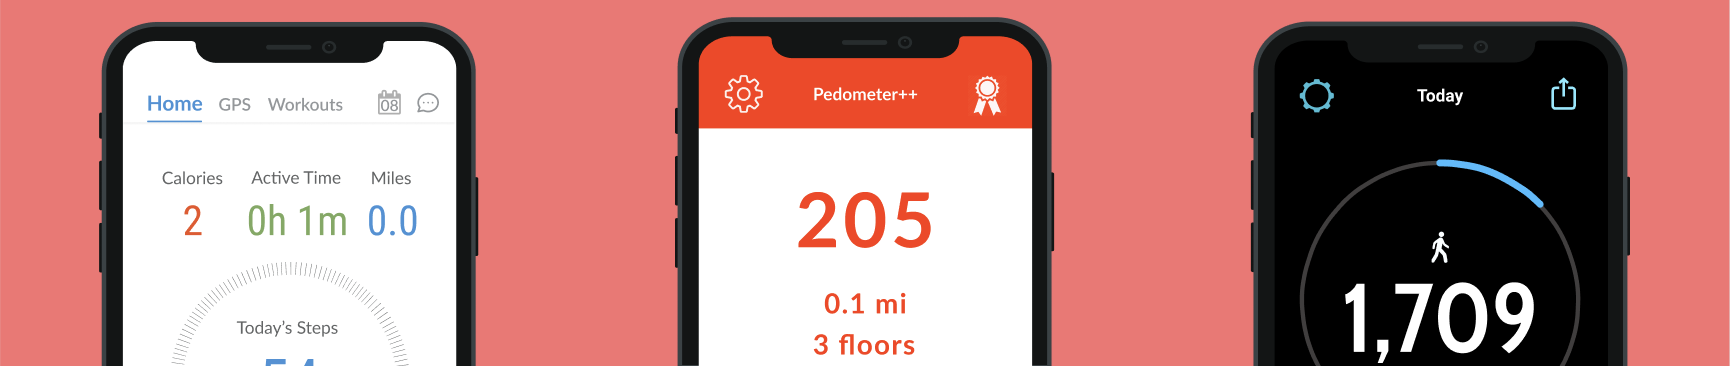 Home GPS Workouts 08
Calories Active Time Miles
2 0h 1m 0.0
Today's Steps
Pedometer++
205
0.1 mi
3 floors
Today
1,709